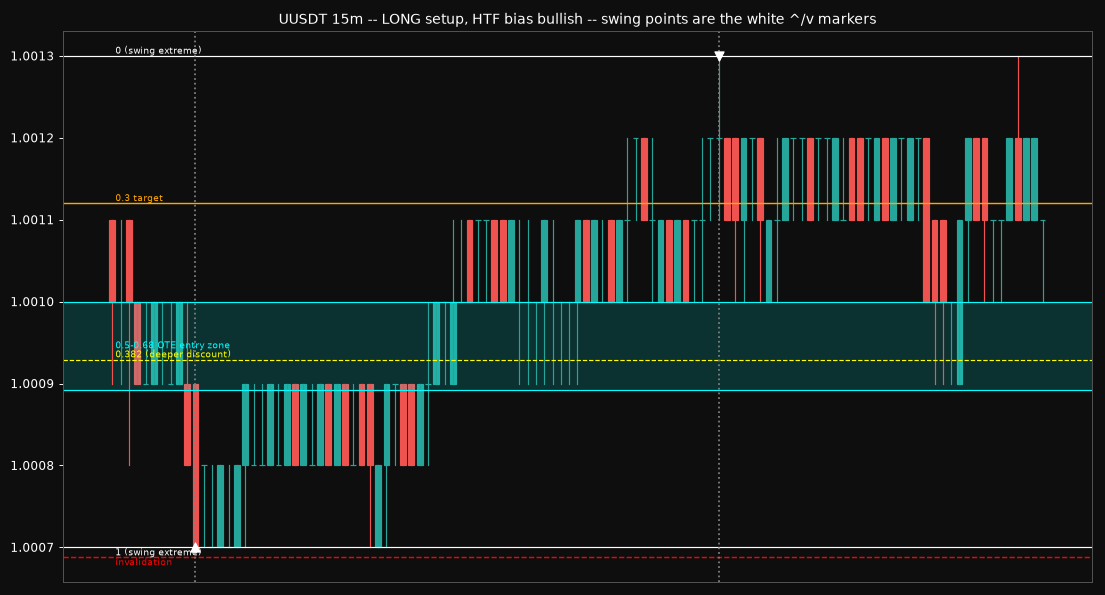 UUSDT 15m -- LONG setup, HTF bias bullish -- swing points are the white ^/v markers
0 (swing extreme)
1.0013
1.0012
0.3 target
1.0011
1.0010
0.5-0.68 OTE entry zone
0.382 (deeper discount)
1.0009
1.0008
1.0007
1 (swing extreme)
invalidation